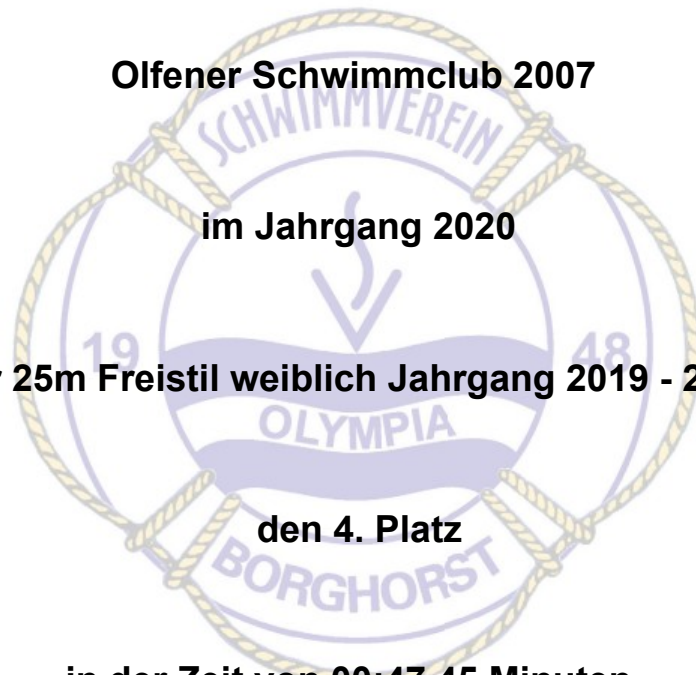 Olfener Schwimmclub 2007
SCHWIMMVEREIN
im Jahrgang 2020
19 48
25m Freistil weiblich Jahrgang 2019 - 2
OLYMPIA
den 4. Platz
BORGHORST
in der Zeit von 00:47,45 Minuten